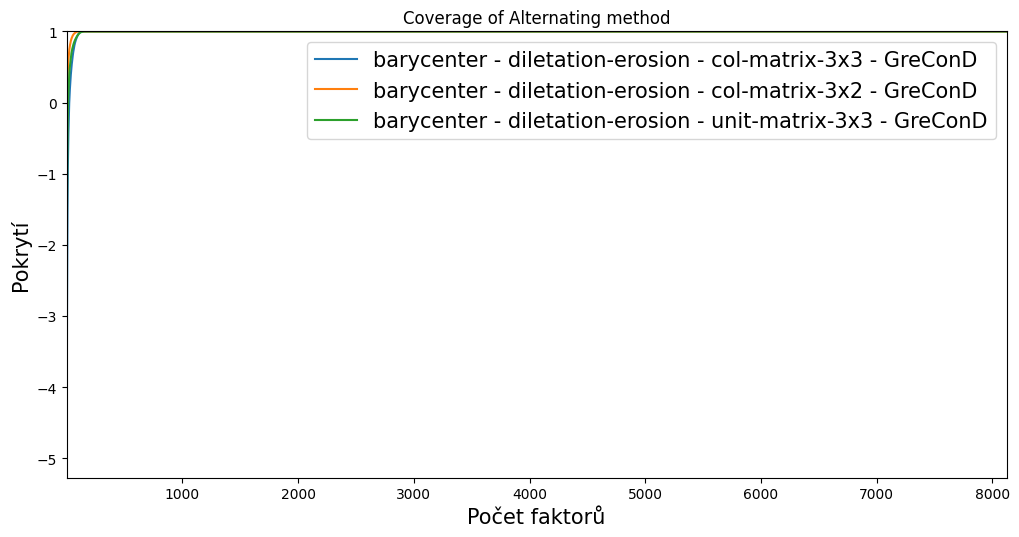 Coverage of Alternating method
barycenter - diletation-erosion - col-matrix-3x3 - GreConD
barycenter - diletation-erosion - col-matrix-3x2 - GreConD
barycenter - diletation-erosion - unit-matrix-3x3 - GreConD
Pokrytí
1
0
−1
−2
−3
−4
−5
1000 2000 3000 4000 5000 6000 7000 8000
Počet faktorů